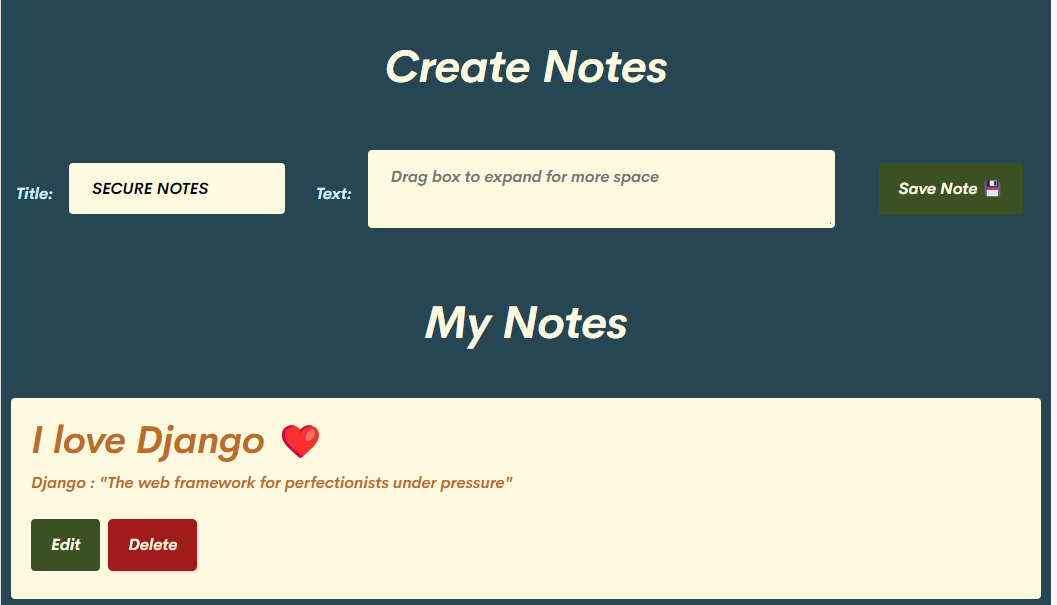 Create Notes
Title: SECURE NOTES Text: Drag box to expand for more space Save Note 💾
My Notes
I love Django ❤️
Django : "The web framework for perfectionists under pressure"
Edit Delete